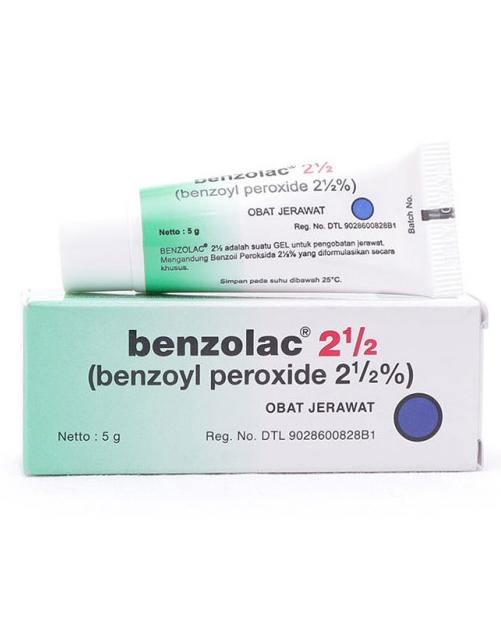 benzolac® 2½
(benzoyl peroxide 2½%)
OBAT JERAWAT
Netto : 5 g
Reg. No. DTL 9028600828B1
BENZOLAC® 2½ adalah suatu GEL untuk pengobatan jerawat.
Mengandung Benzoil Peroksida 2½% yang diformulasikan secara
khusus.
Simpan pada suhu dibawah 25°C.
Batch No.
benzolac® 2½
(benzoyl peroxide 2½%)
OBAT JERAWAT
Netto : 5 g
Reg. No. DTL 9028600828B1